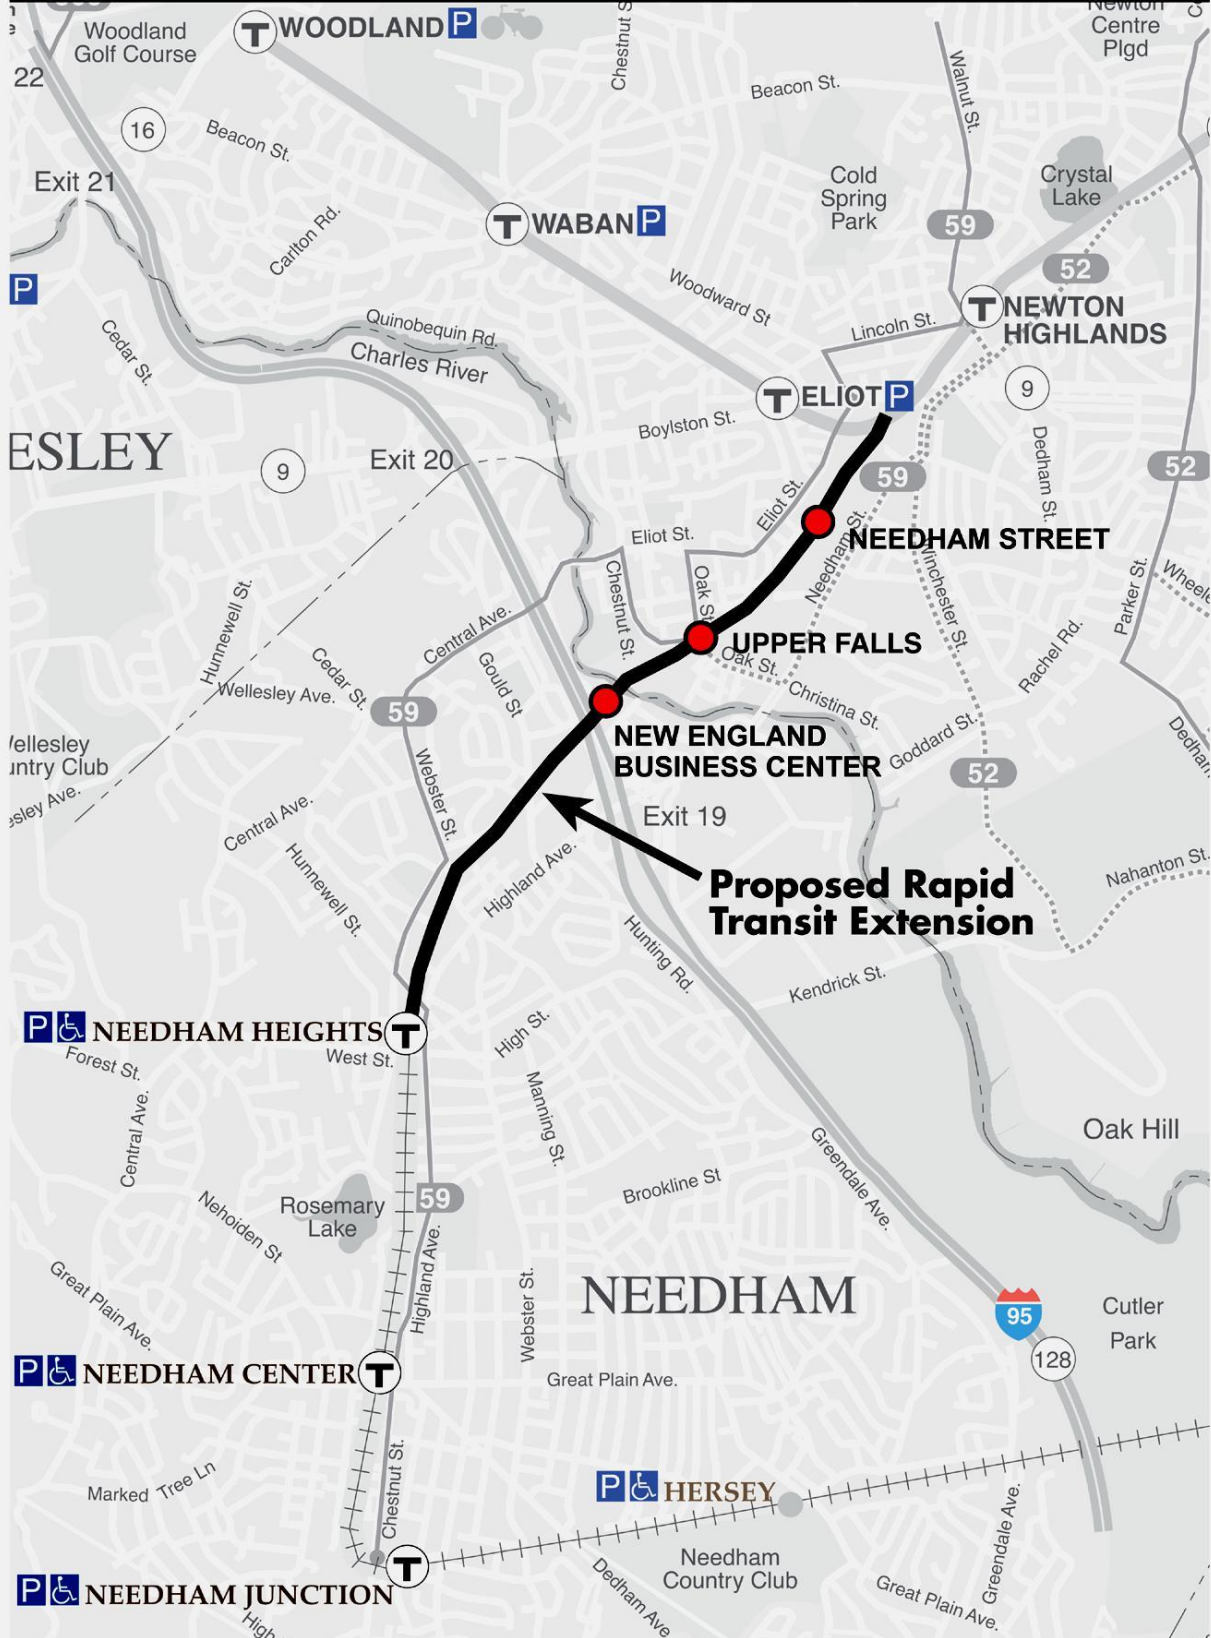 Woodland
Golf Course
T WOODLAND P
Chestnut S
Newton
Centre
Plgd
22
16
Beacon St.
Beacon St.
Walnut St.
Exit 21
Cold
Spring
Park
Crystal
Lake
T WABAN P
59
Carlton Rd.
52
P
Woodward St
T NEWTON
HIGHLANDS
Cedar St.
Quinobequin Rd.
Lincoln St.
Charles River
T ELIOT P
9
Boylston St.
ESLEY
9
Exit 20
59
Dedham St.
52
Eliot St.
Eliot St.
NEEDHAM STREET
Needham St.
Winchester St.
Hunnewell St.
Chestnut St.
Oak St.
Parker St.
Wheele
Central Ave.
UPPER FALLS
Rachel Rd.
Cedar St.
Gould St
Oak St.
Wellesley Ave.
Christina St.
59
NEW ENGLAND
BUSINESS CENTER
Goddard St.
Dedham
ellesley
untry Club
Webster St.
52
esley Ave.
Central Ave.
Exit 19
Hunnewell St.
Highland Ave.
Proposed Rapid
Transit Extension
Nahanton St.
Hunting Rd.
Kendrick St.
P NEEDHAM HEIGHTS T
West St.
High St.
Forest St.
Central Ave.
Manning St.
Oak Hill
Greendale Ave.
Rosemary
Lake
59
Brookline St
Nehoiden St
Highland Ave.
Great Plain Ave.
Webster St.
NEEDHAM
95
Cutler
Park
128
P NEEDHAM CENTER T
Great Plain Ave.
Marked Tree Ln
Chestnut St.
P HERSEY
Greendale Ave.
T
P NEEDHAM JUNCTION
Needham
Country Club
Dedham Ave
Great Plain Ave.
High